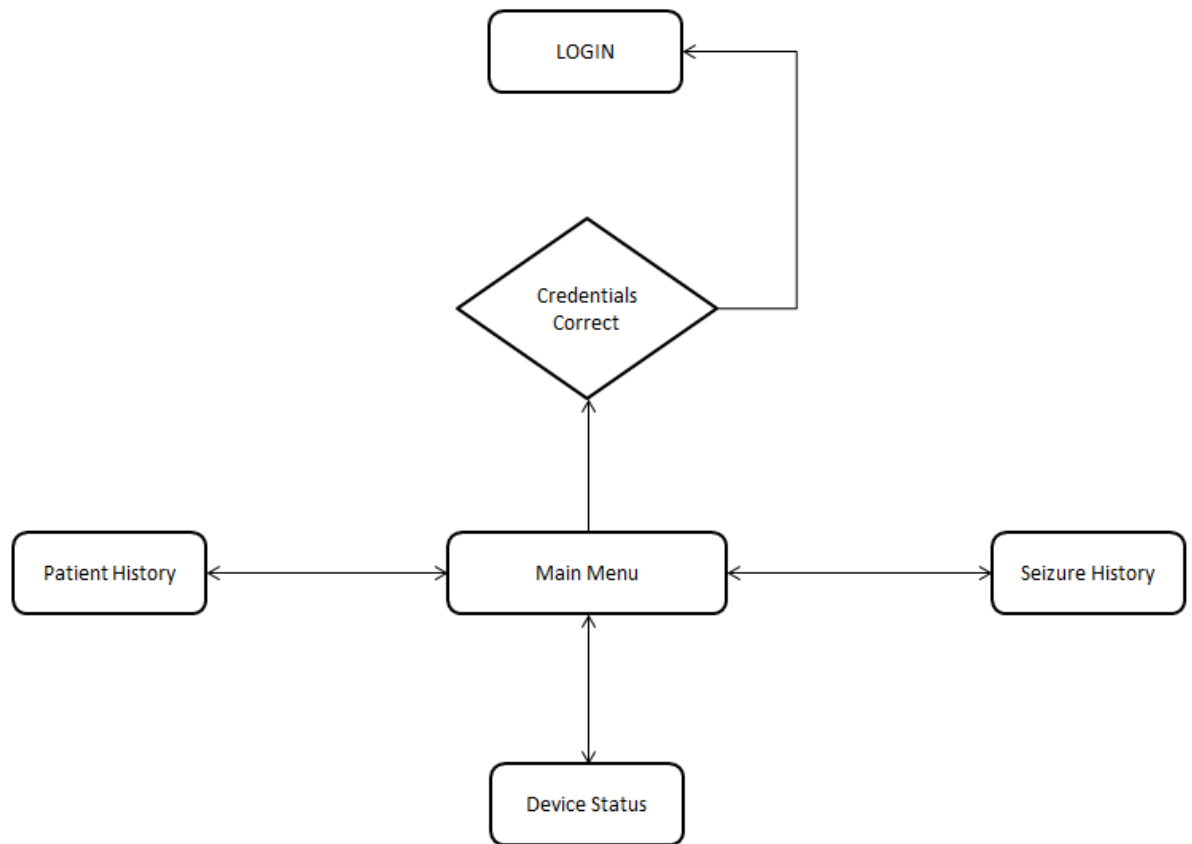 LOGIN
Credentials
Correct
Patient History
Main Menu
Seizure History
Device Status